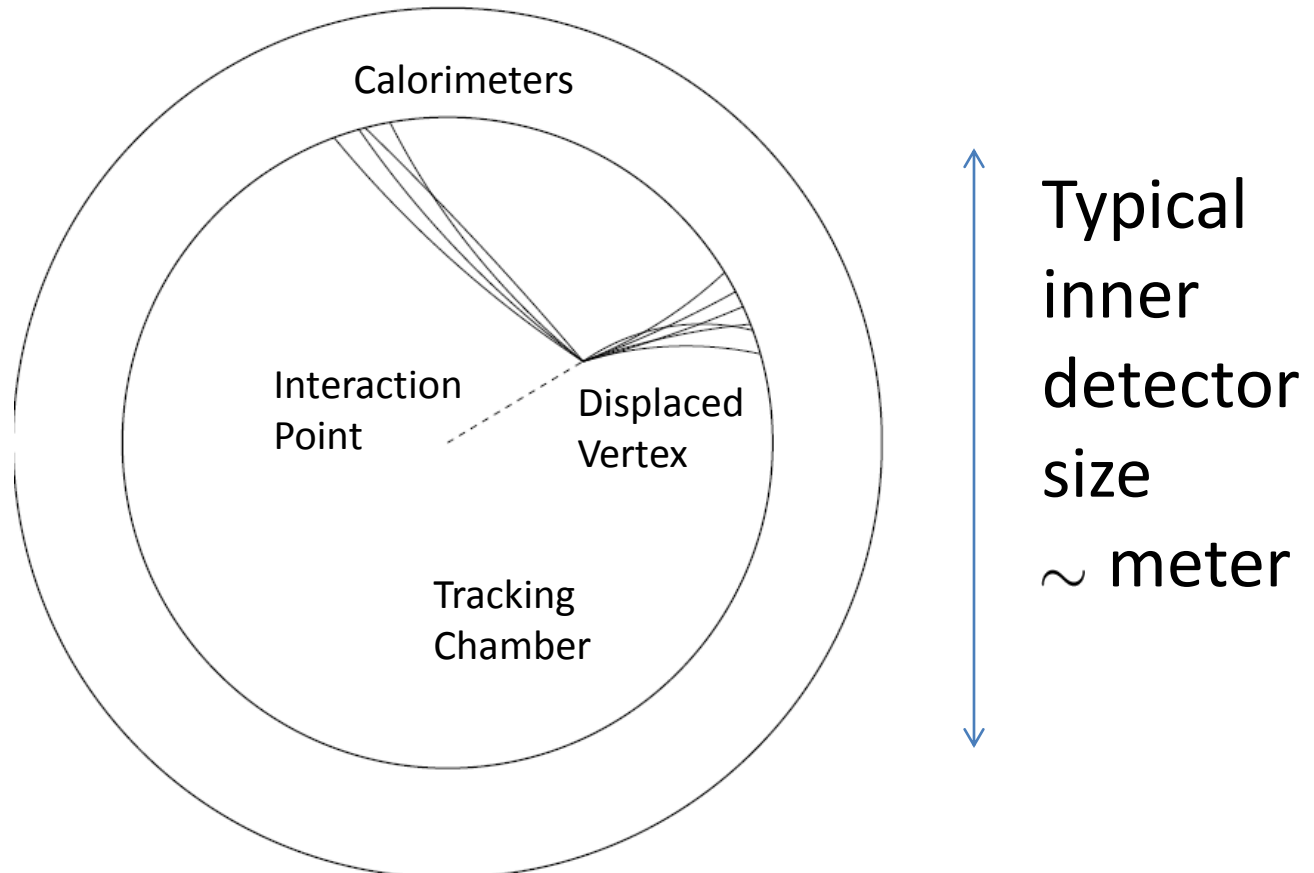 Calorimeters
Interaction
Point
Displaced
Vertex
Tracking
Chamber
Typical
inner
detector
size
~ meter